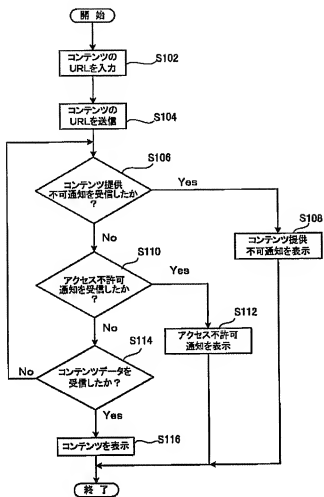 開始
コンテンツの
URLを入力
S102
コンテンツの
URLを送信
S104
S106
コンテンツ提供
不可通知を受信したか
？
Yes
No
S108
コンテンツ提供
不可通知を表示
S110
アクセス不許可
通知を受信したか
？
Yes
No
S112
アクセス不許可
通知を表示
S114
コンテンツデータを
受信したか？
No
Yes
コンテンツを表示
S116
終了